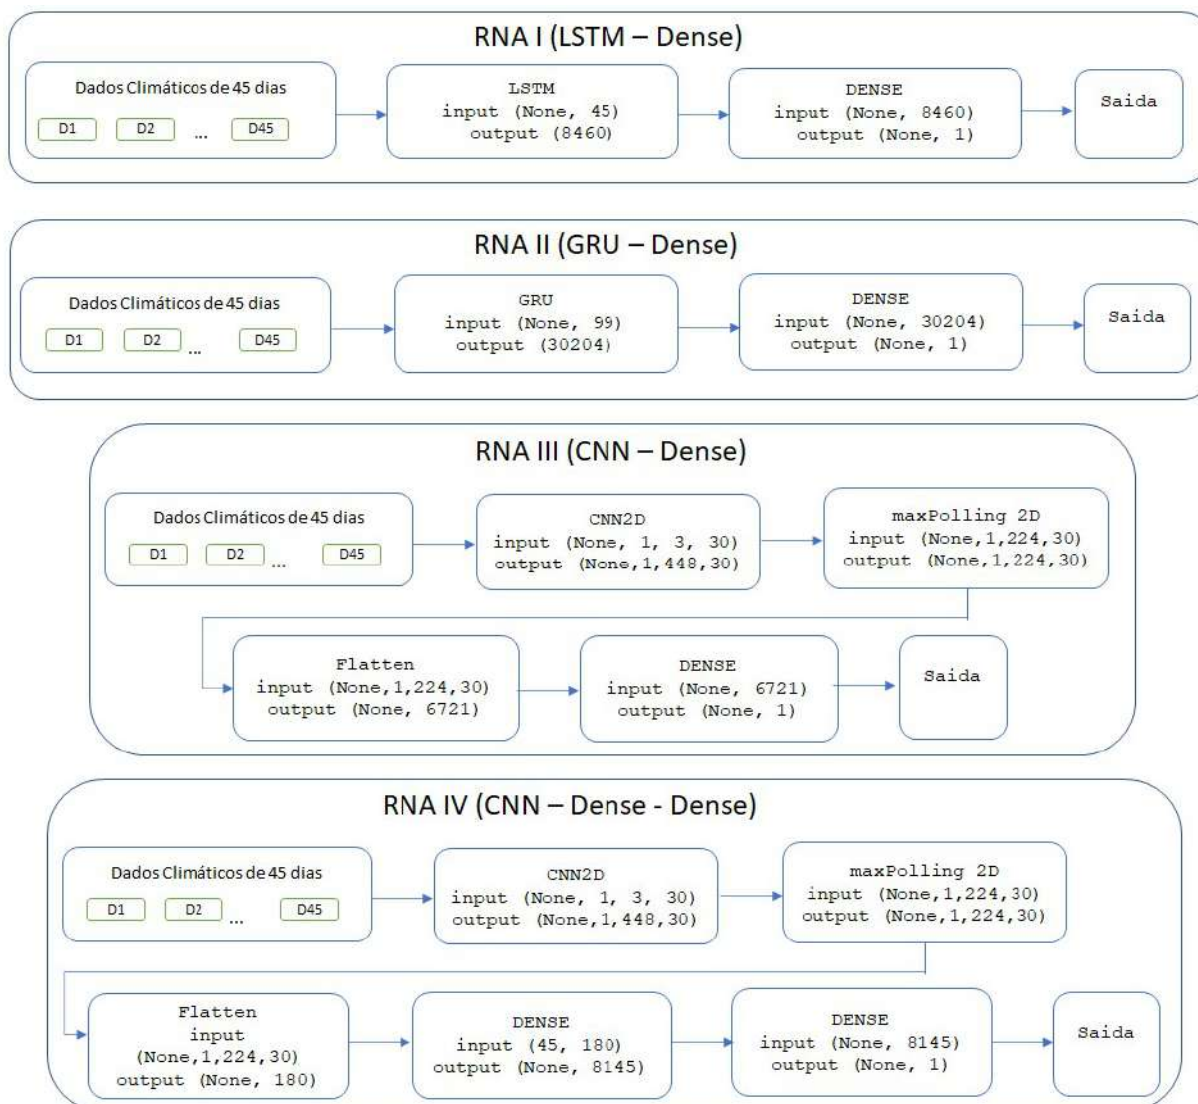 RNA I (LSTM – Dense)
Dados Climáticos de 45 dias
D1 D2 ... D45
LSTM
input (None, 45)
output (8460)
DENSE
input (None, 8460)
output (None, 1)
Saida
RNA II (GRU – Dense)
Dados Climáticos de 45 dias
D1 D2 ... D45
GRU
input (None, 99)
output (30204)
DENSE
input (None, 30204)
output (None, 1)
Saida
RNA III (CNN – Dense)
Dados Climáticos de 45 dias
D1 D2 ... D45
CNN2D
input (None, 1, 3, 30)
output (None,1,448,30)
maxPolling 2D
input (None,1,224,30)
output (None,1,224,30)
Flatten
input (None,1,224,30)
output (None, 6721)
DENSE
input (None, 6721)
output (None, 1)
Saida
RNA IV (CNN – Dense - Dense)
Dados Climáticos de 45 dias
D1 D2 ... D45
CNN2D
input (None, 1, 3, 30)
output (None,1,448,30)
maxPolling 2D
input (None,1,224,30)
output (None,1,224,30)
Flatten
input
(None,1,224,30)
output (None, 180)
DENSE
input (45, 180)
output (None, 8145)
DENSE
input (None, 8145)
output (None, 1)
Saida